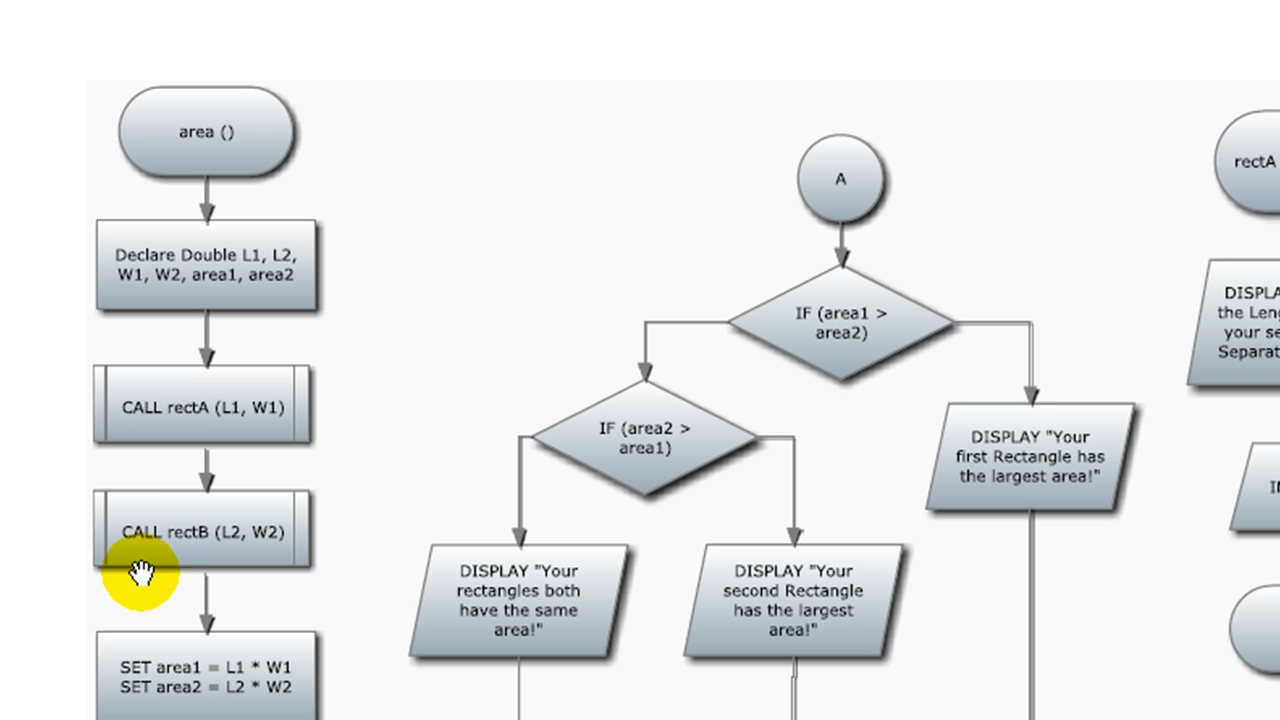 area ()
Declare Double L1, L2,
W1, W2, area1, area2
CALL rectA (L1, W1)
CALL rectB (L2, W2)
SET area1 = L1 * W1
SET area2 = L2 * W2
A
IF (area1 >
area2)
IF (area2 >
area1)
DISPLAY "Your
first Rectangle has
the largest area!"
DISPLAY "Your
rectangles both
have the same
area!"
DISPLAY "Your
second Rectangle
has the largest
area!"
rectA
the
your